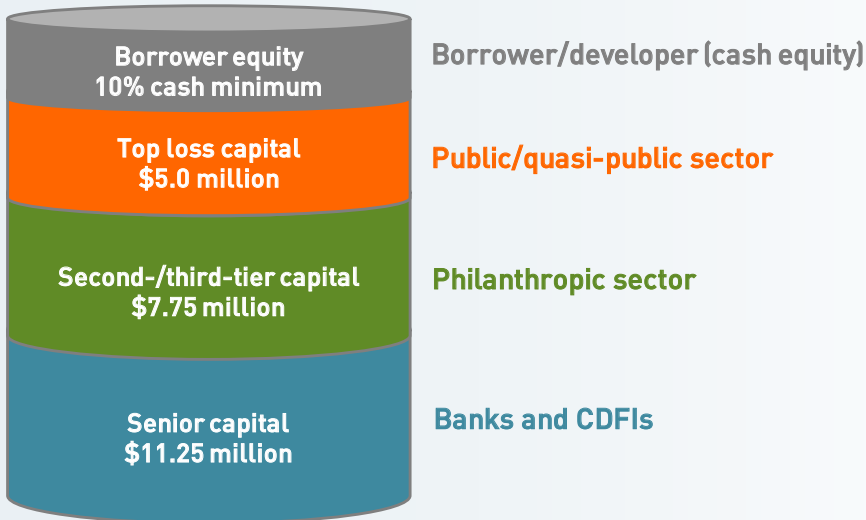 Borrower equity
10% cash minimum
Borrower/developer (cash equity)
Top loss capital
$5.0 million
Public/quasi-public sector
Second-/third-tier capital
$7.75 million
Philanthropic sector
Senior capital
$11.25 million
Banks and CDFIs